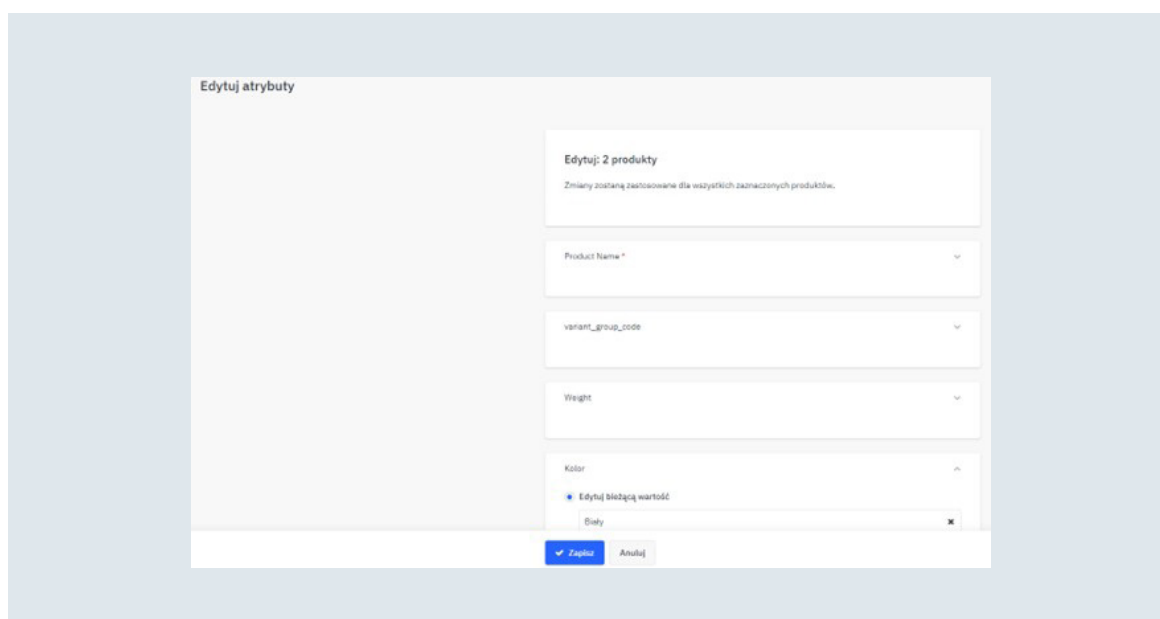 Edytuj atrybuty
Edytuj: 2 produkty
Zmiany zostaną zastosowane dla wszystkich zaznaczonych produktów.
Product Name *
variant_group_code
Weight
Kolor
Edytuj bieżącą wartość
Biały
Zapisz
Anuluj